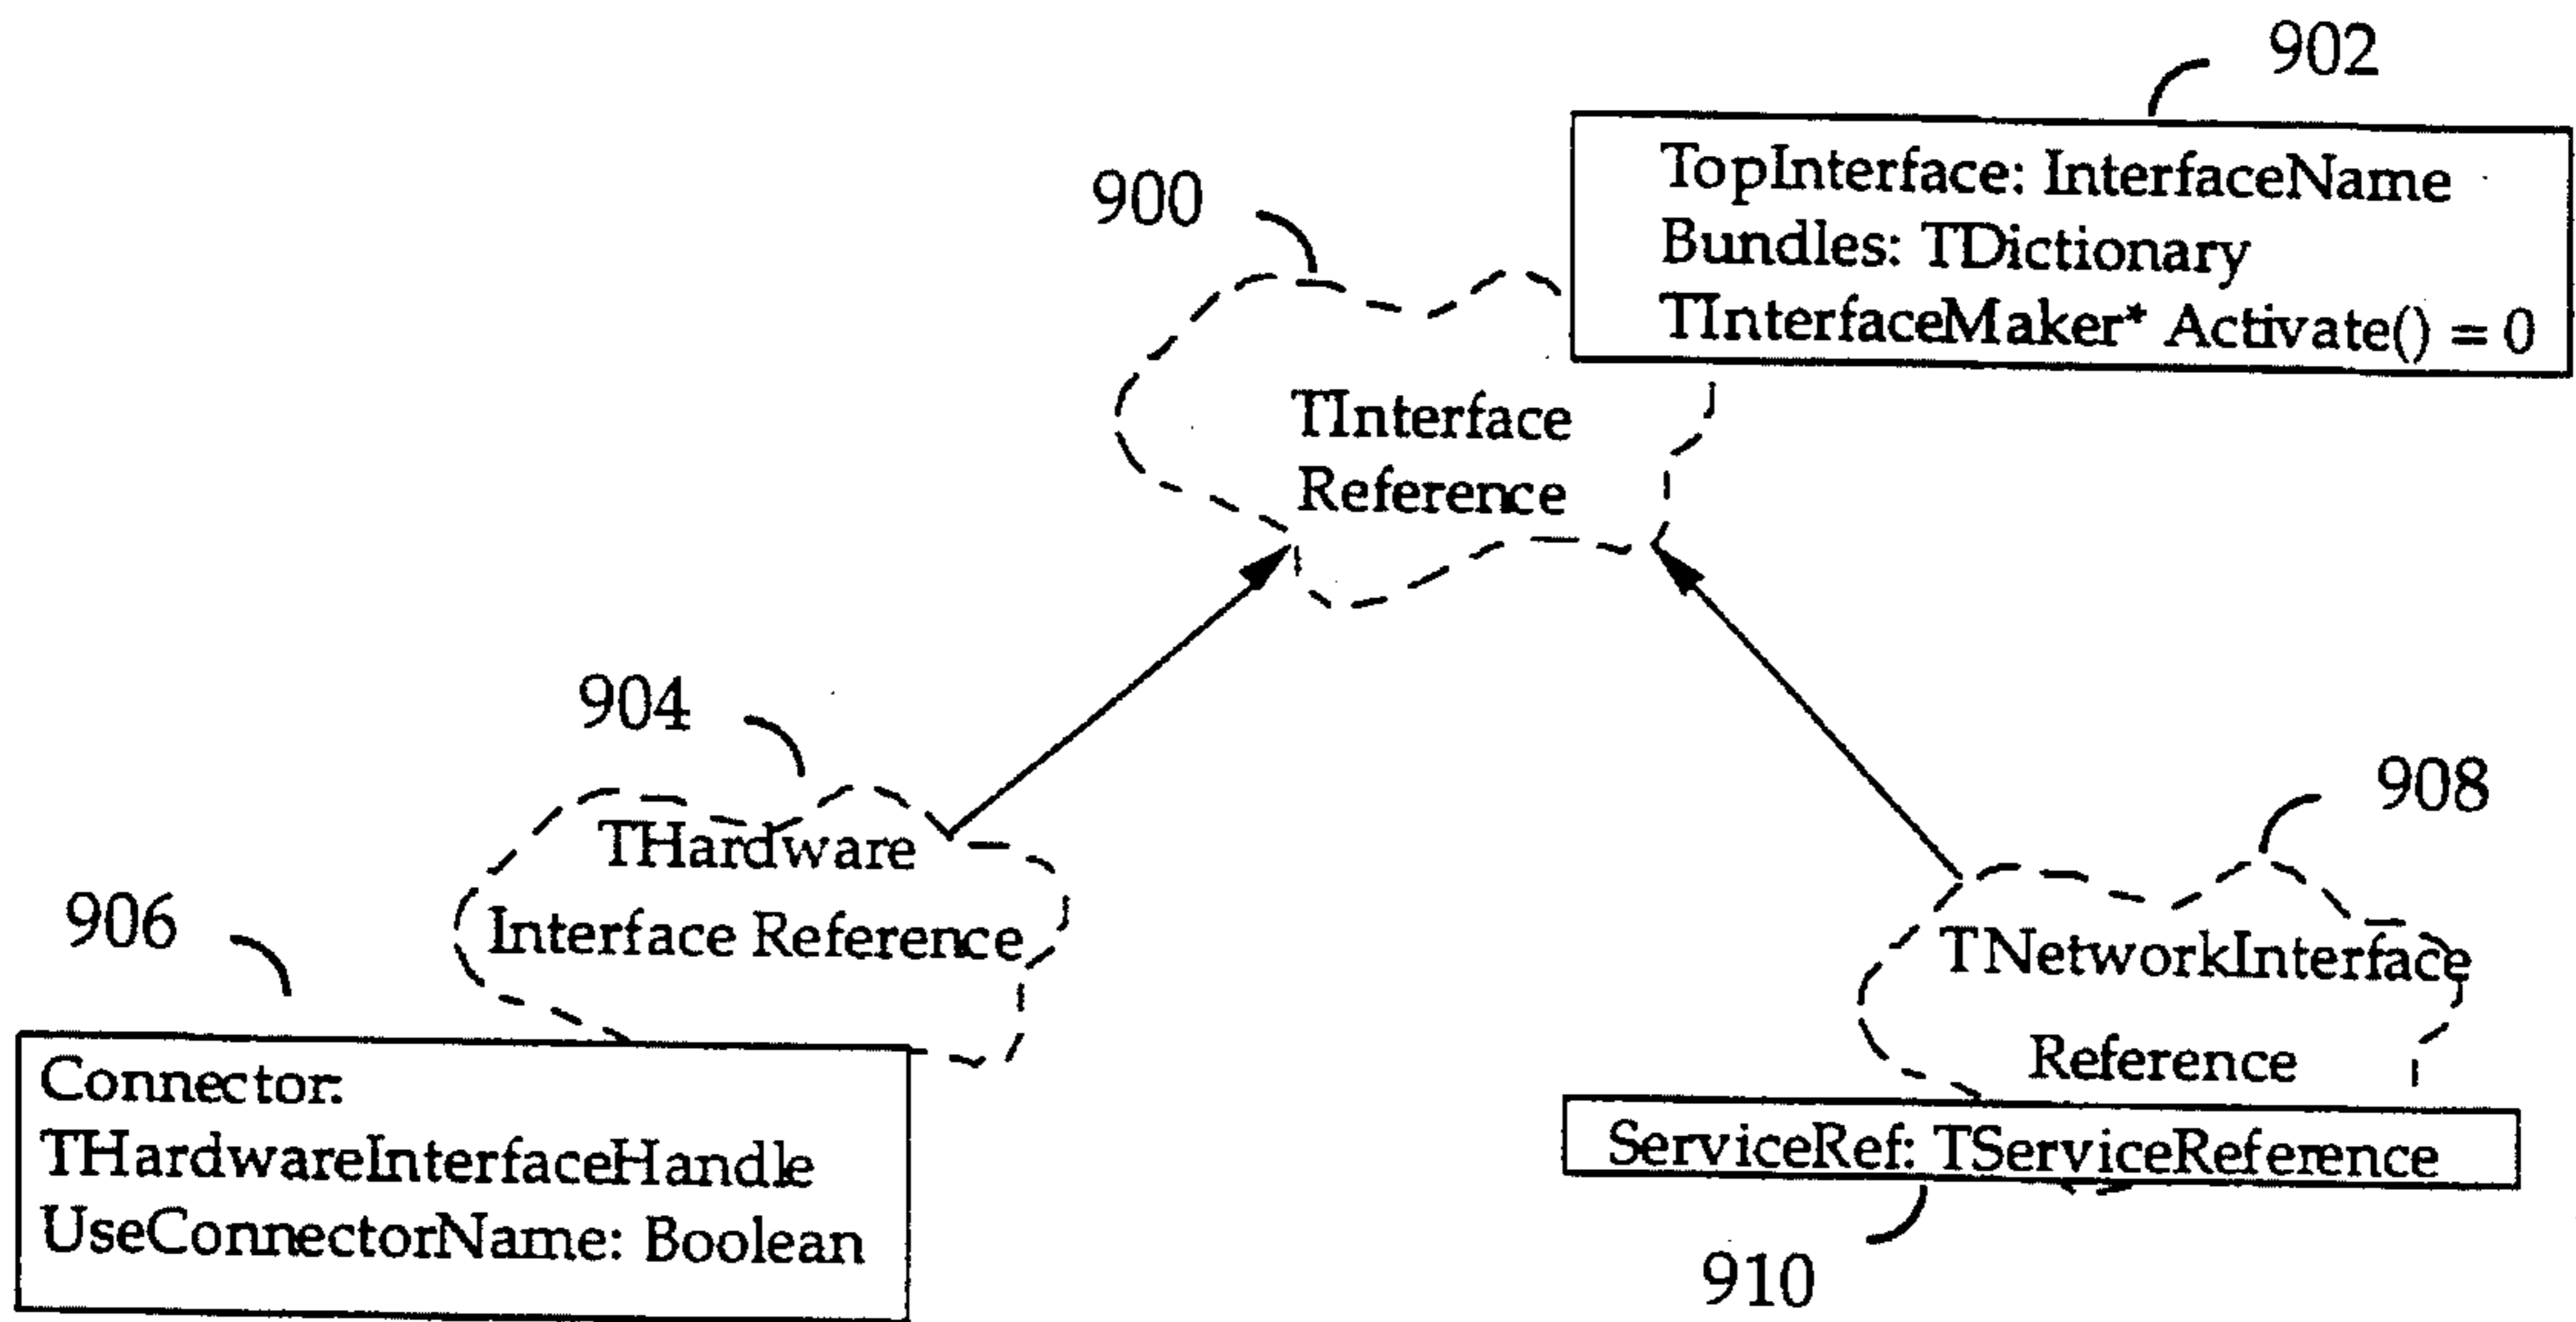 902
TopInterface: InterfaceName
Bundles: TDictionary
TInterfaceMaker* Activate() = 0
900
TInterface
Reference
904
THardware
Interface Reference
906
Connector:
THardwareInterfaceHandle
UseConnectorName: Boolean
908
TNetworkInterface
Reference
ServiceRef: TServiceReference
910